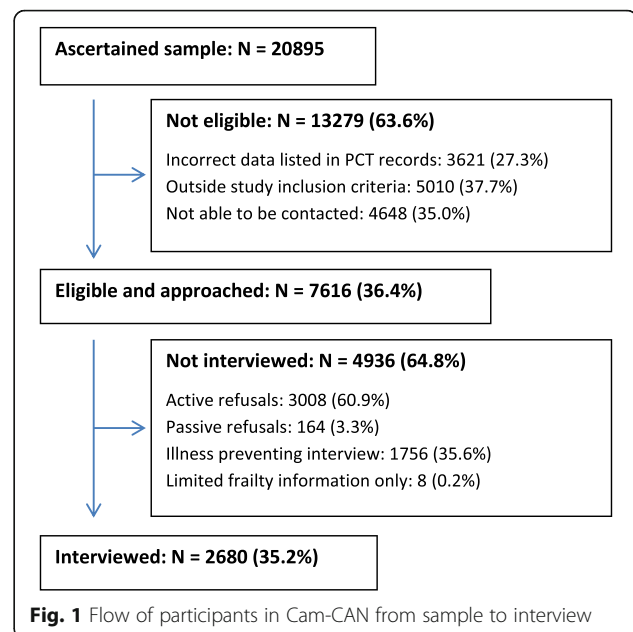 Ascertained sample: N = 20895
Not eligible: N = 13279 (63.6%)
Incorrect data listed in PCT records: 3621 (27.3%)
Outside study inclusion criteria: 5010 (37.7%)
Not able to be contacted: 4648 (35.0%)
Eligible and approached: N = 7616 (36.4%)
Not interviewed: N = 4936 (64.8%)
Active refusals: 3008 (60.9%)
Passive refusals: 164 (3.3%)
Illness preventing interview: 1756 (35.6%)
Limited frailty information only: 8 (0.2%)
Interviewed: N = 2680 (35.2%)
Fig. 1 Flow of participants in Cam-CAN from sample to interview